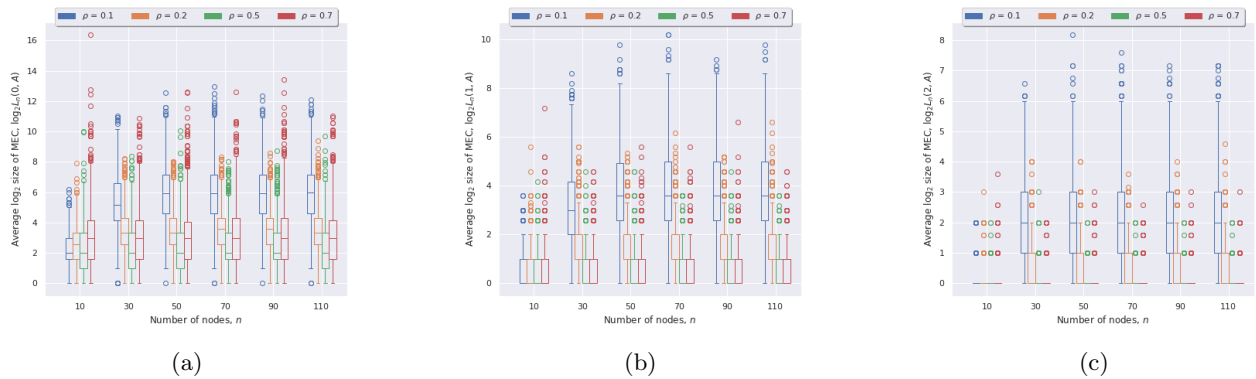 ρ = 0.1 ρ = 0.2 ρ = 0.5 ρ = 0.7
Average log₂ size of MEC, log₂Lₙ(0, A)
16
14
12
10
8
6
4
2
0
10 30 50 70 90 110
Number of nodes, n
(a)
ρ = 0.1 ρ = 0.2 ρ = 0.5 ρ = 0.7
Average log₂ size of MEC, log₂Lₙ(1, A)
10
8
6
4
2
0
10 30 50 70 90 110
Number of nodes, n
(b)
ρ = 0.1 ρ = 0.2 ρ = 0.5 ρ = 0.7
Average log₂ size of MEC, log₂Lₙ(2, A)
8
7
6
5
4
3
2
1
0
10 30 50 70 90 110
Number of nodes, n
(c)